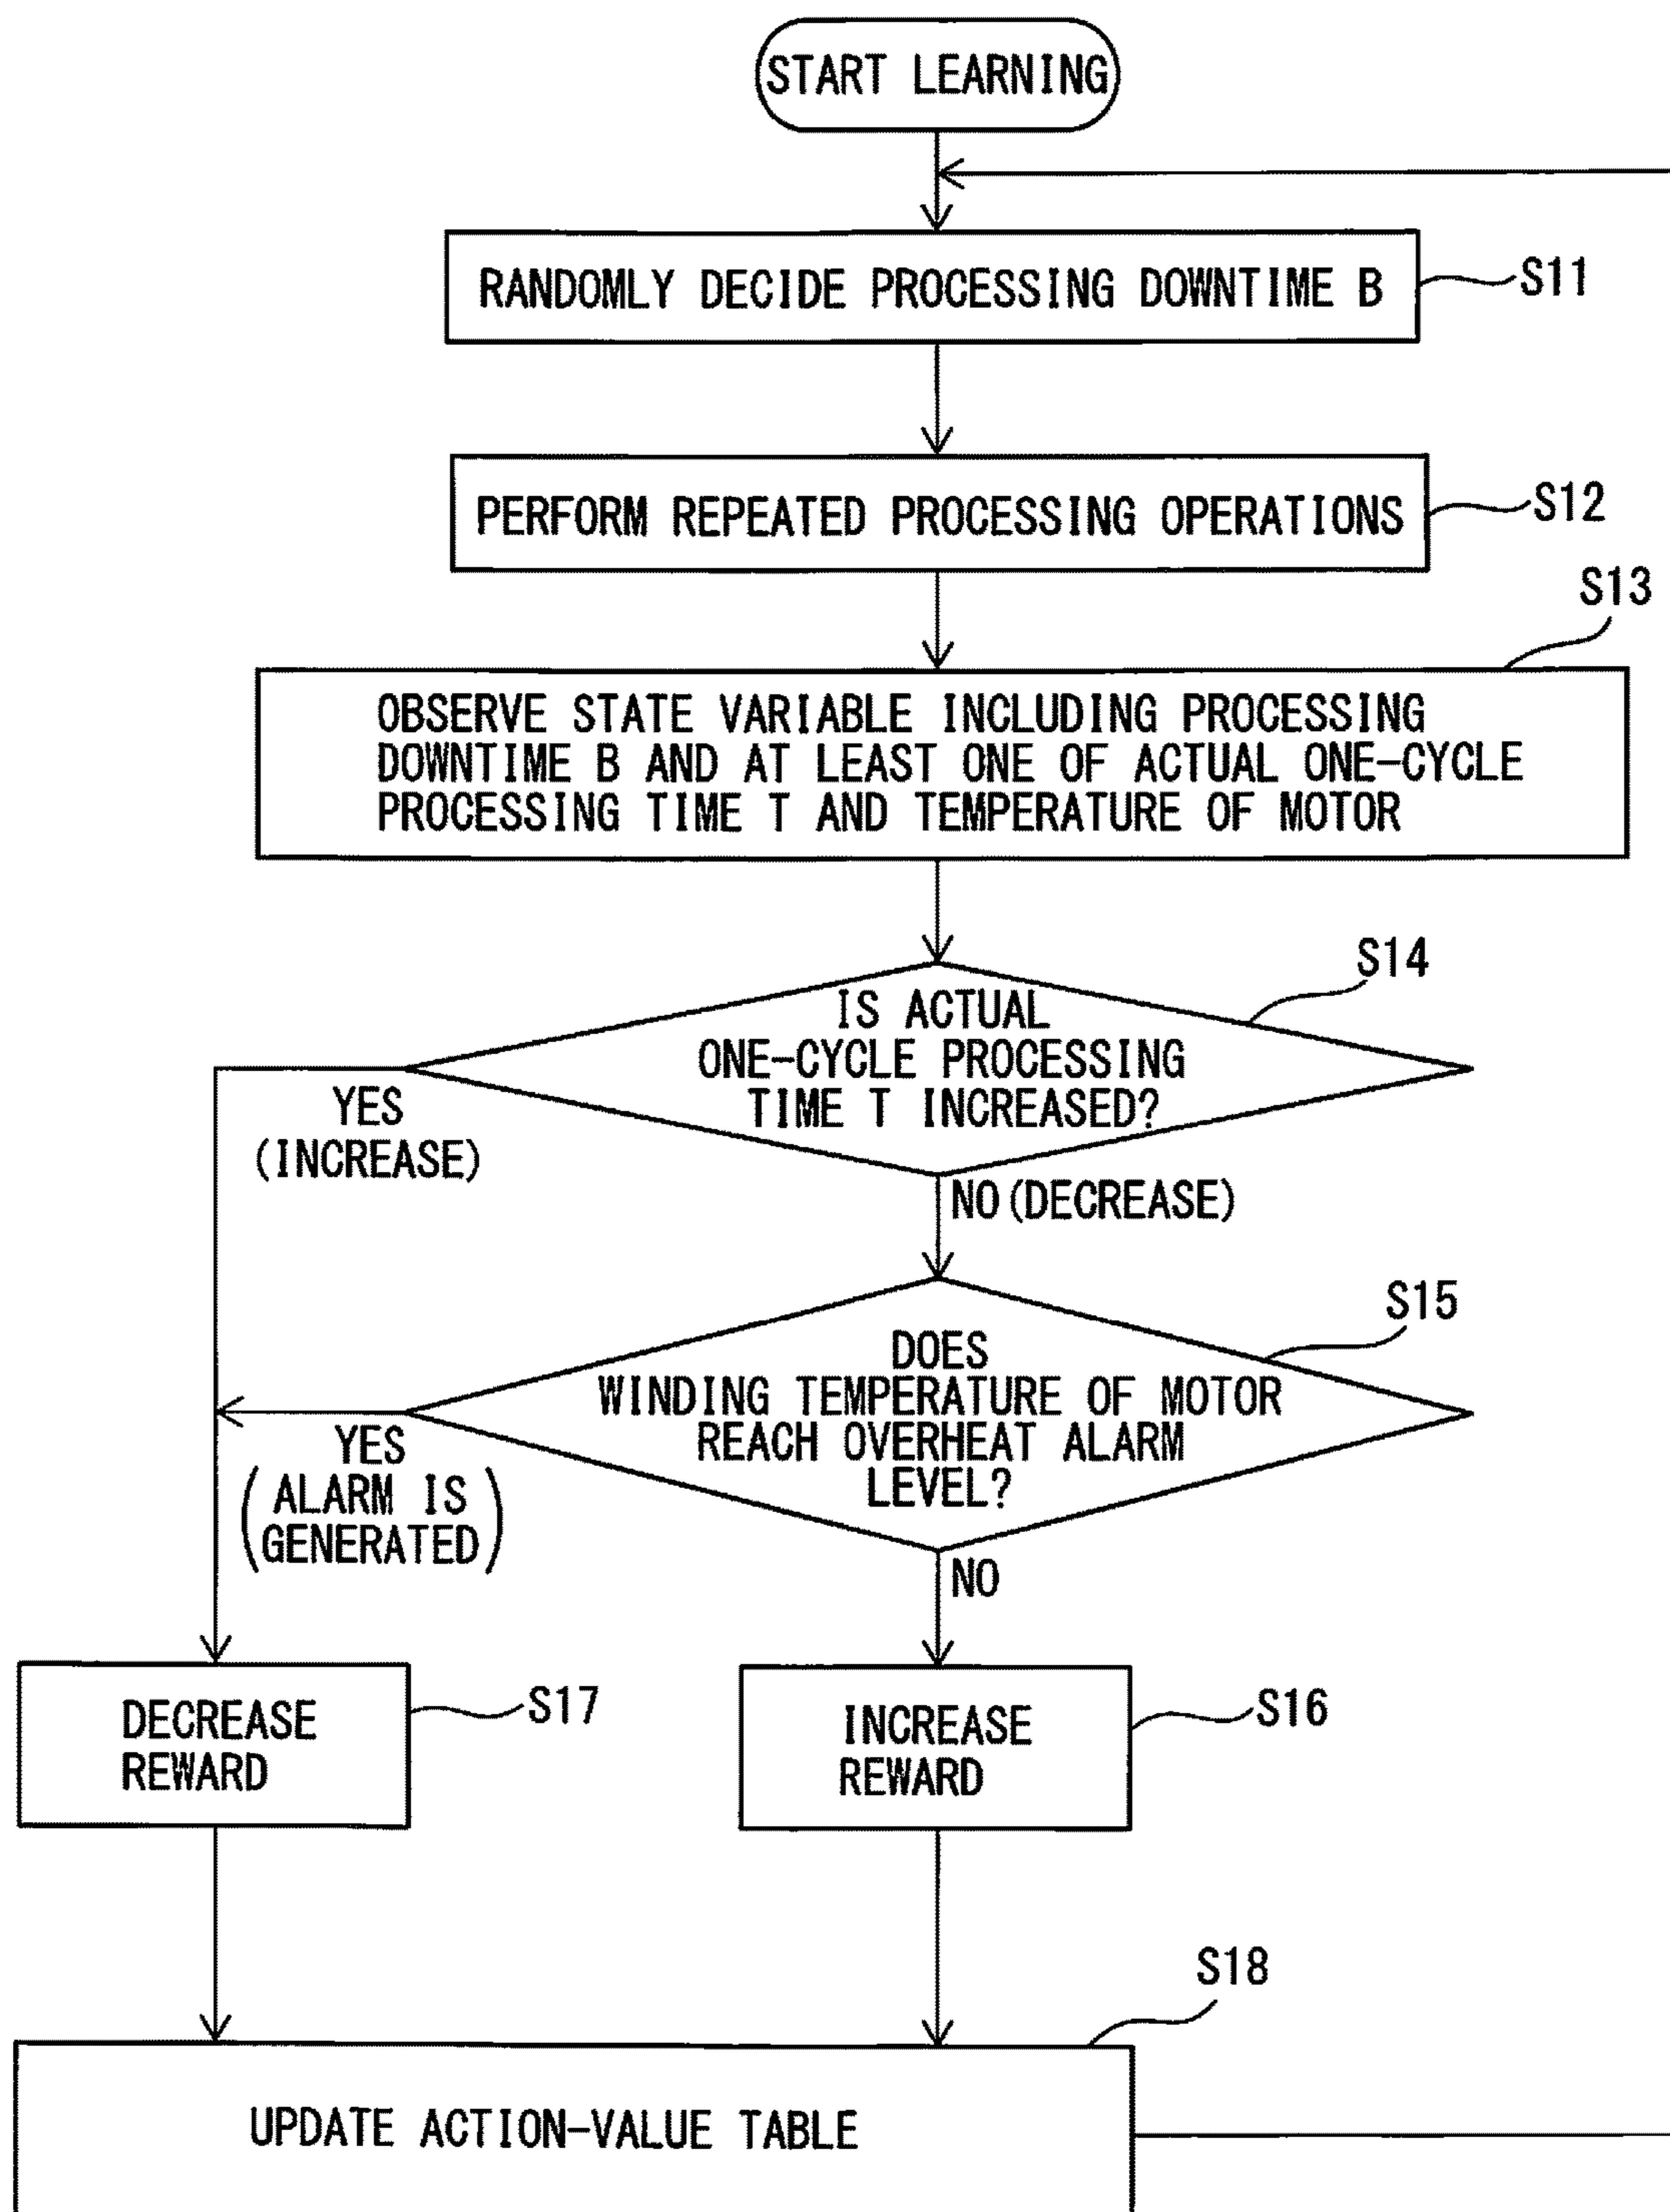 START LEARNING
RANDOMLY DECIDE PROCESSING DOWNTIME B
S11
PERFORM REPEATED PROCESSING OPERATIONS
S12
S13
OBSERVE STATE VARIABLE INCLUDING PROCESSING
DOWNTIME B AND AT LEAST ONE OF ACTUAL ONE-CYCLE
PROCESSING TIME T AND TEMPERATURE OF MOTOR
S14
IS ACTUAL
ONE-CYCLE PROCESSING
TIME T INCREASED?
YES
(INCREASE)
NO (DECREASE)
S15
DOES
WINDING TEMPERATURE OF MOTOR
REACH OVERHEAT ALARM
LEVEL?
YES
(ALARM IS
GENERATED)
NO
DECREASE
REWARD
S17
INCREASE
REWARD
S16
S18
UPDATE ACTION-VALUE TABLE